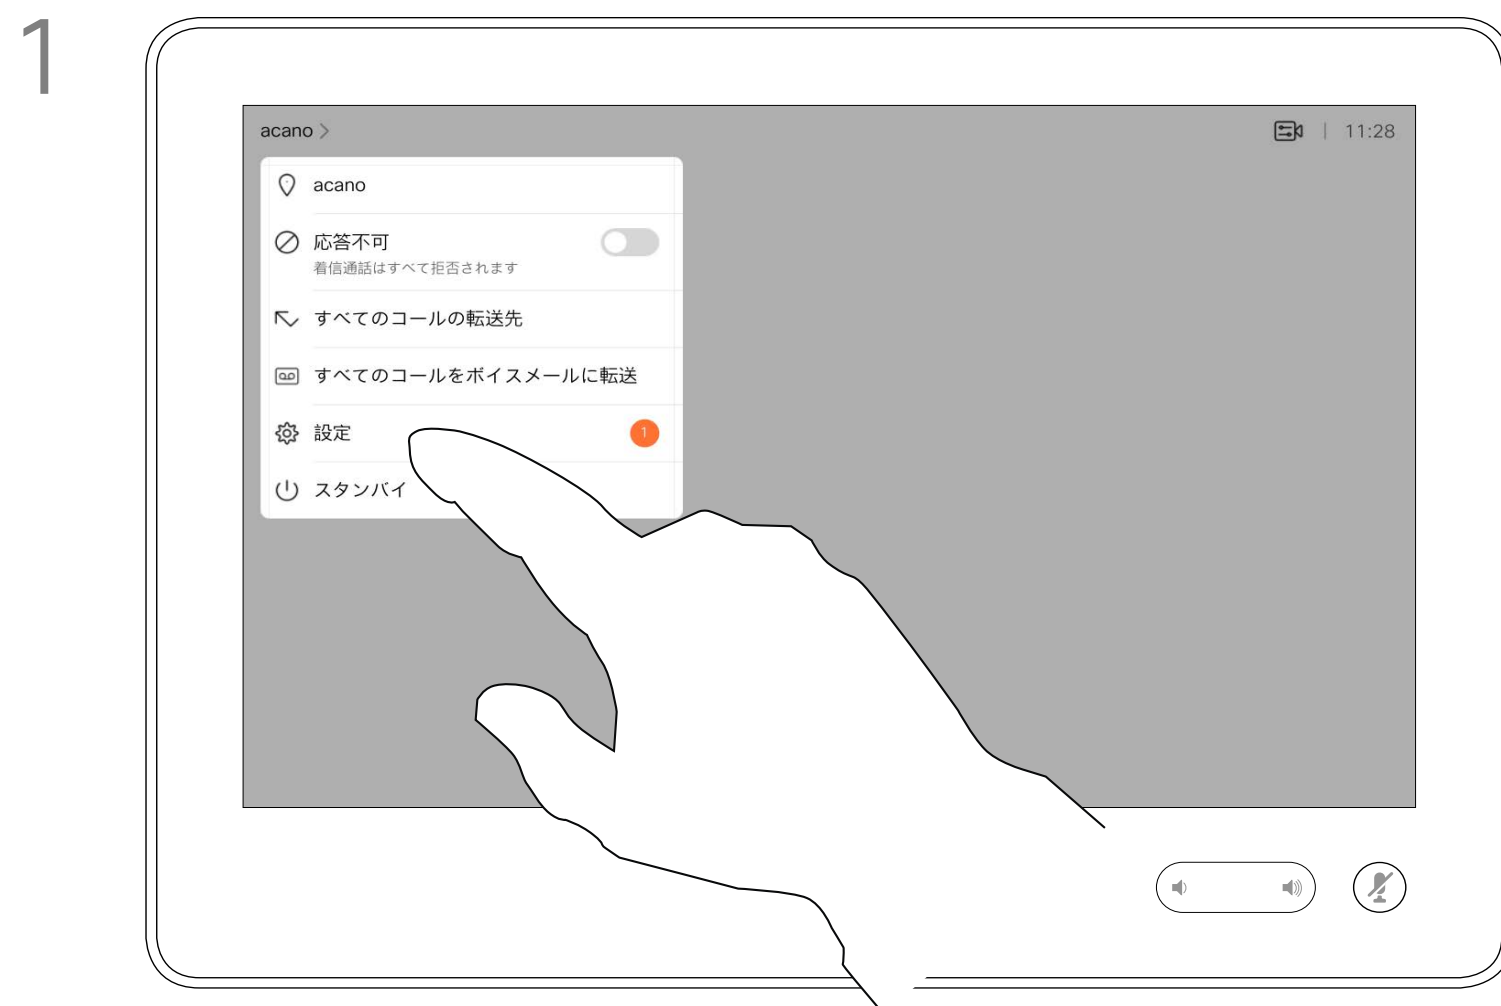 1
acano >
11:28
acano
応答不可
着信通話はすべて拒否されます
すべてのコールの転送先
すべてのコールをボイスメールに転送
設定
1
スタンバイ